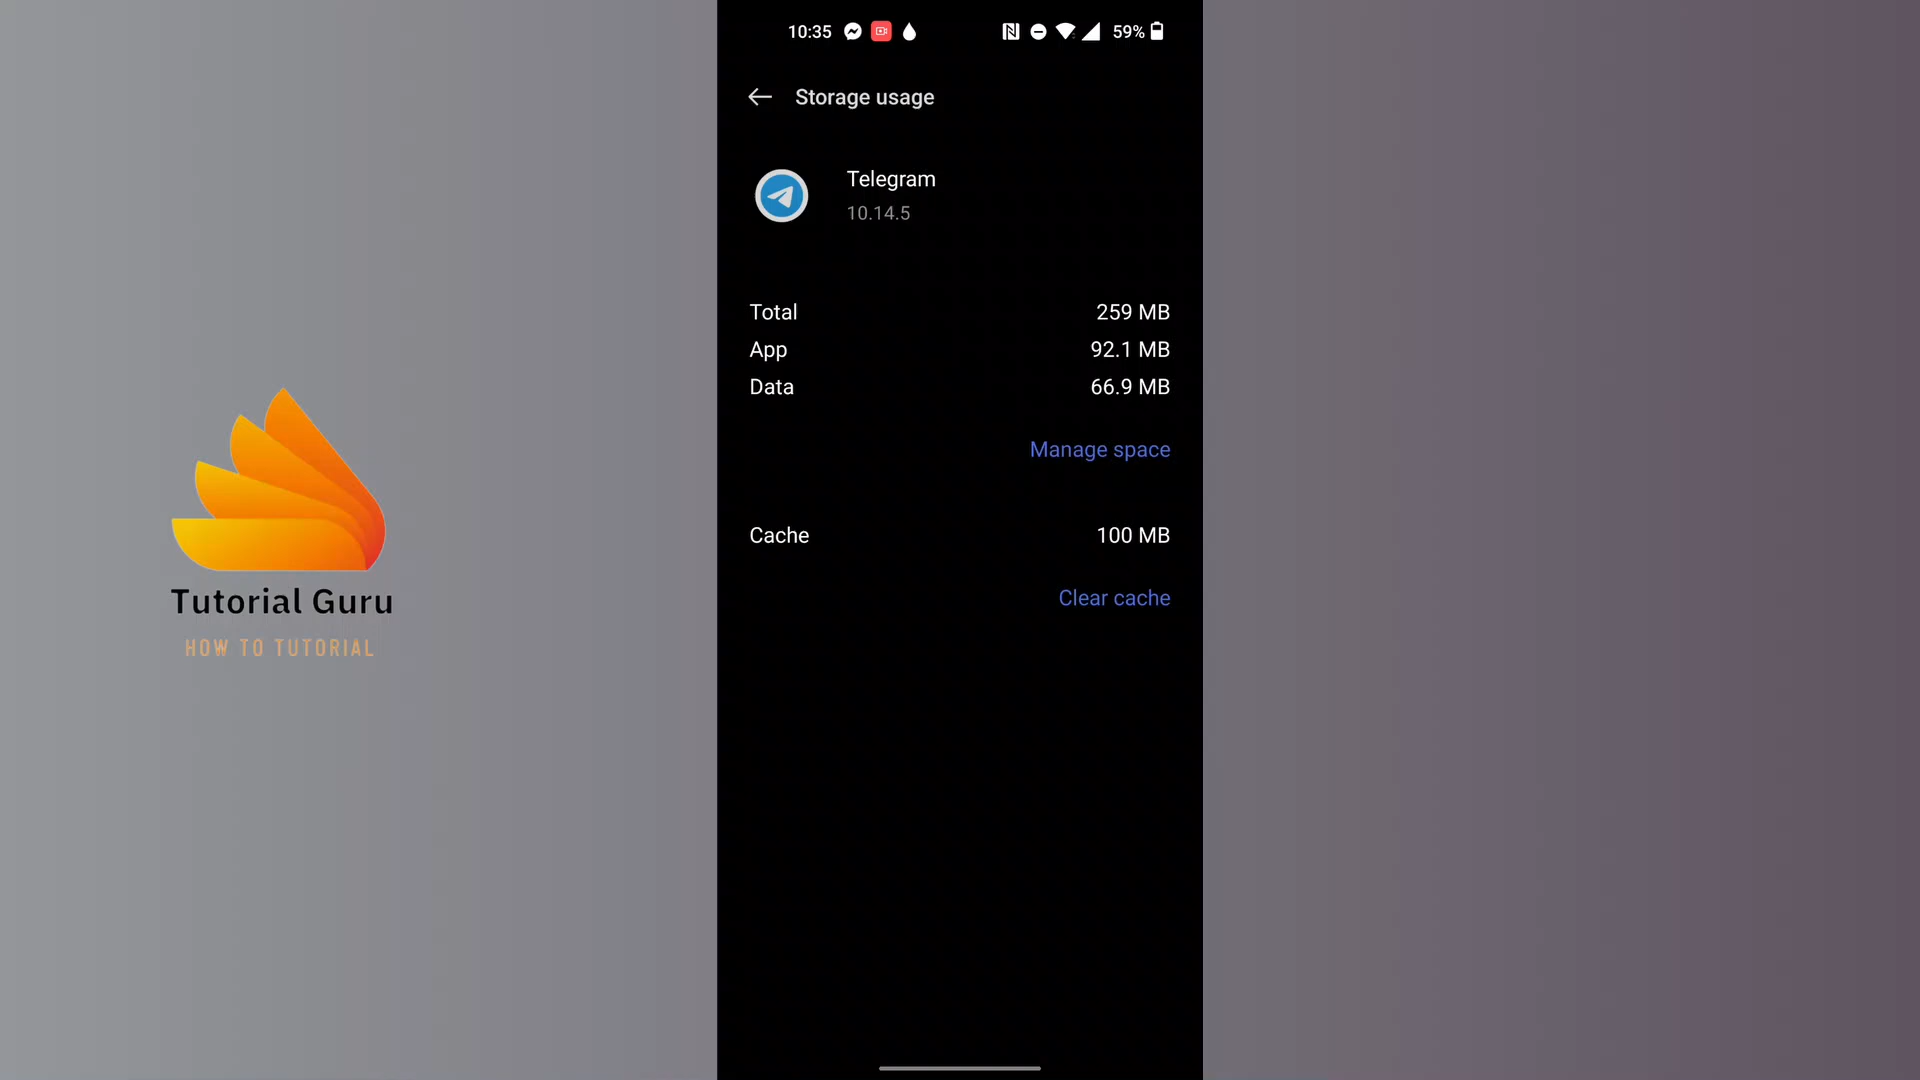 10:35
59%
Storage usage
Telegram
10.14.5
Total 259 MB
App 92.1 MB
Data 66.9 MB
Manage space
Cache 100 MB
Clear cache
Tutorial Guru
HOW TO TUTORIAL